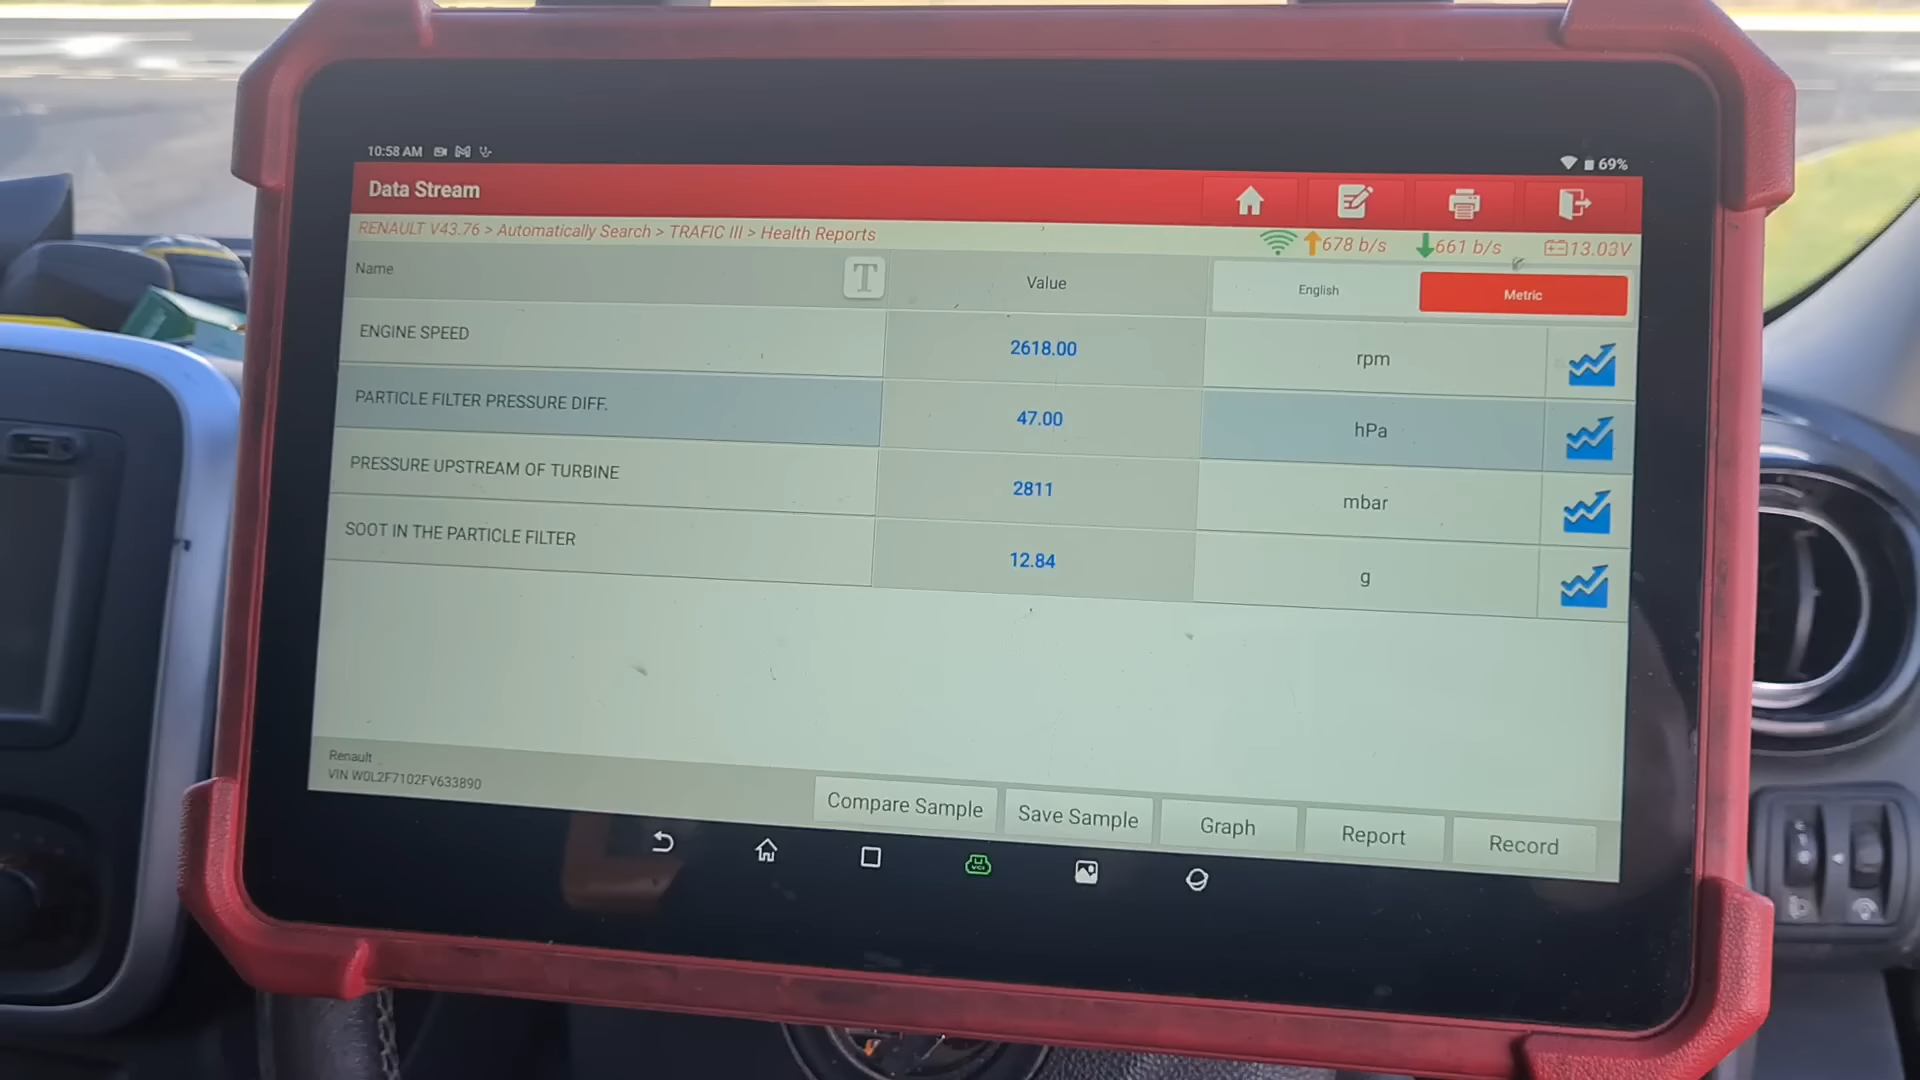 10:58 AM
69%
Data Stream
RENAULT V43.76 > Automatically Search > TRAFIC III > Health Reports
678 b/s
661 b/s
13.03V
Name
T
Value
English
Metric
ENGINE SPEED
2618.00
rpm
PARTICLE FILTER PRESSURE DIFF.
47.00
hPa
PRESSURE UPSTREAM OF TURBINE
2811
mbar
SOOT IN THE PARTICLE FILTER
12.84
g
Renault
VIN W0L2F7102FV633890
Compare Sample
Save Sample
Graph
Report
Record
VCI